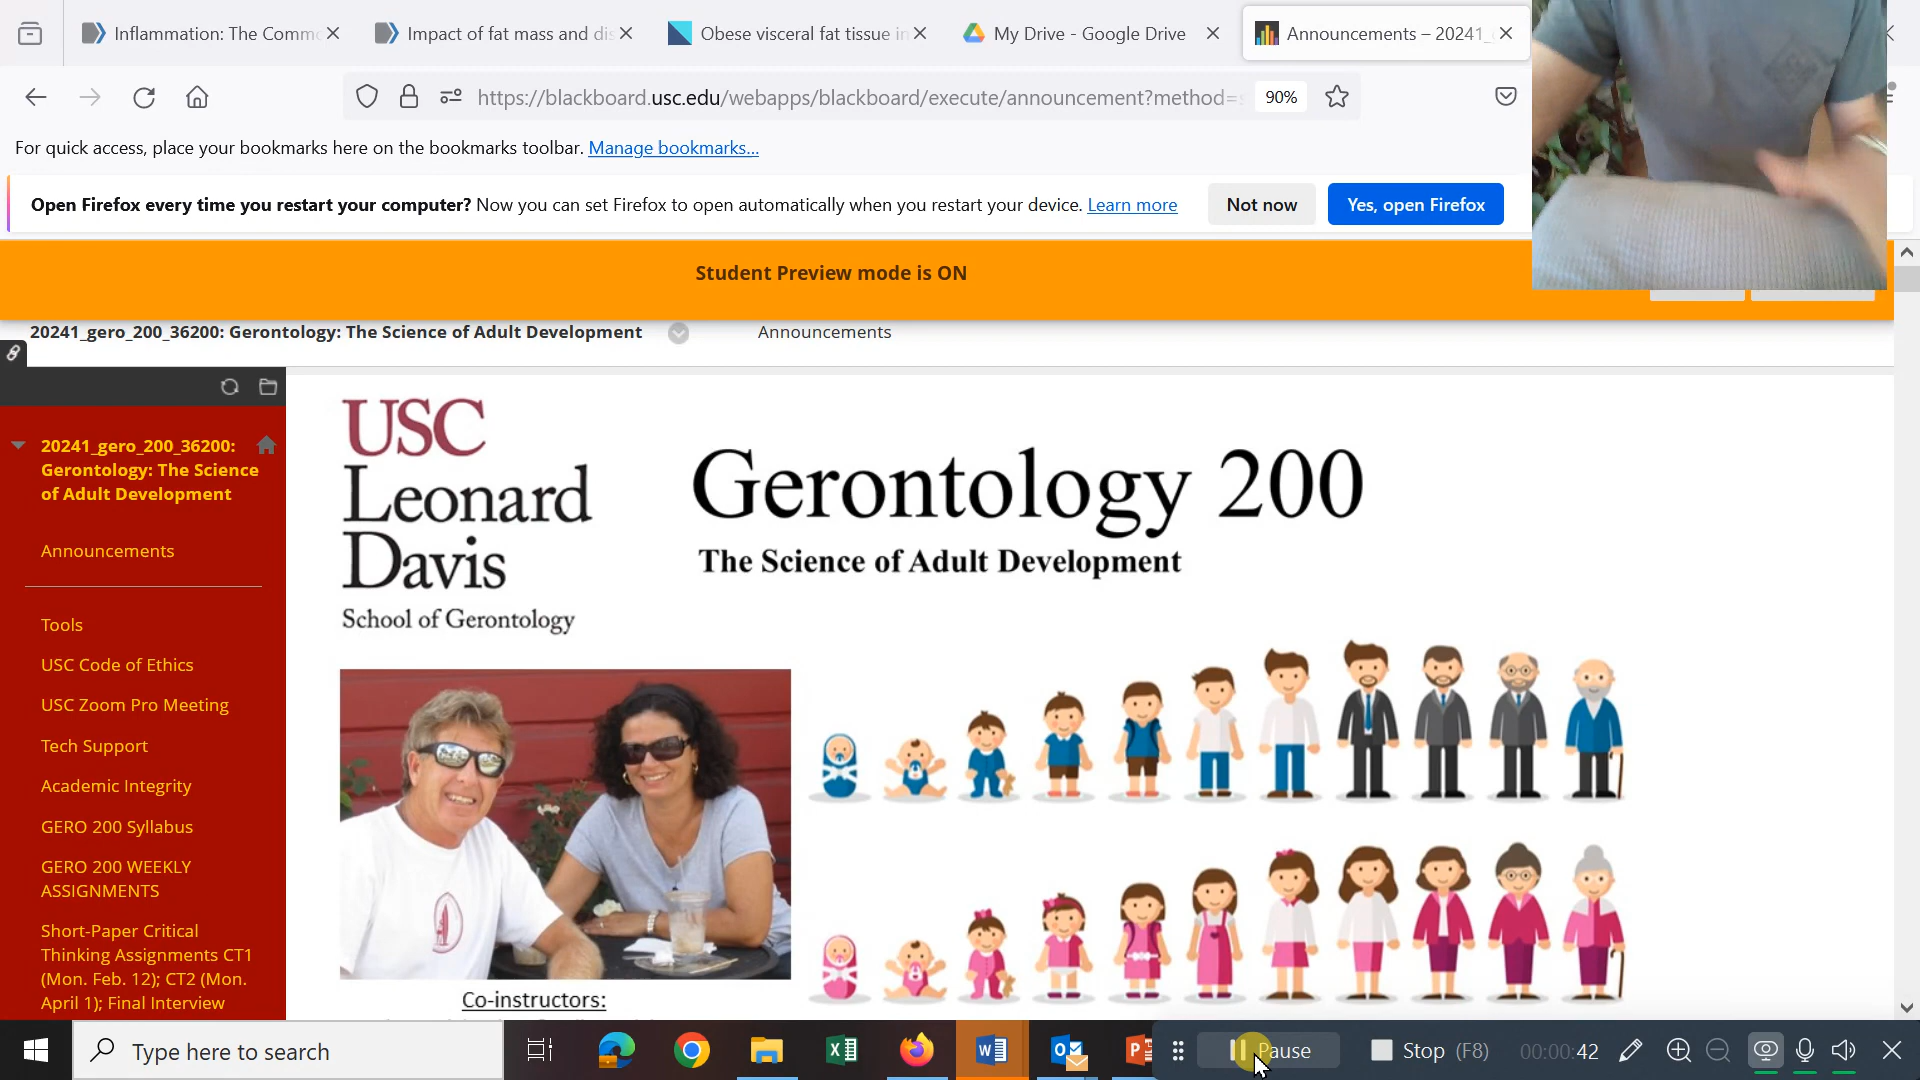 Inflammation: The Comm
Impact of fat mass and dis
Obese visceral fat tissue in
My Drive - Google Drive
Announcements – 20241_
https://blackboard.usc.edu/webapps/blackboard/execute/announcement?method=s
90%
For quick access, place your bookmarks here on the bookmarks toolbar. Manage bookmarks...
Open Firefox every time you restart your computer? Now you can set Firefox to open automatically when you restart your device. Learn more
Not now
Yes, open Firefox
Student Preview mode is ON
20241_gero_200_36200: Gerontology: The Science of Adult Development
Announcements
20241_gero_200_36200:
Gerontology: The Science
of Adult Development
Announcements
Tools
USC Code of Ethics
USC Zoom Pro Meeting
Tech Support
Academic Integrity
GERO 200 Syllabus
GERO 200 WEEKLY
ASSIGNMENTS
Short-Paper Critical
Thinking Assignments CT1
(Mon. Feb. 12); CT2 (Mon.
April 1); Final Interview
USC
Leonard
Davis
School of Gerontology
Gerontology 200
The Science of Adult Development
Co-instructors:
Type here to search
Pause
Stop (F8)
00:00:42